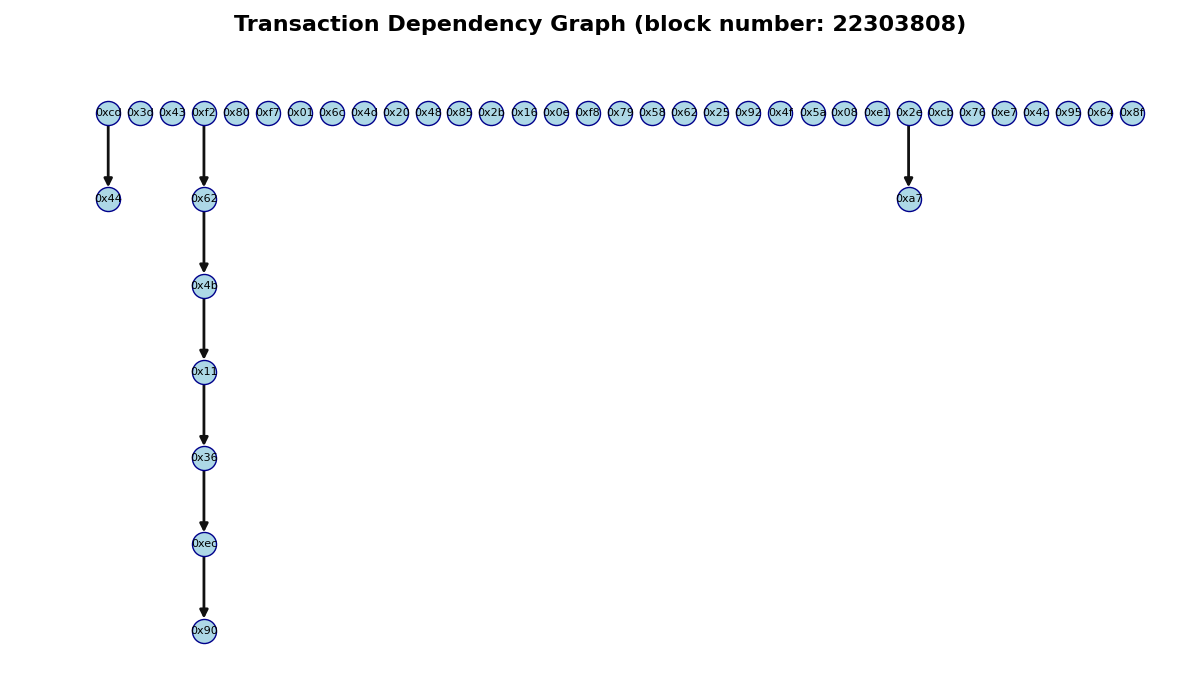 Transaction Dependency Graph (block number: 22303808)
0xcd 0x3d 0x43 0xf2 0x80 0xf7 0x01 0x6c 0x4d 0x20 0x48 0x85 0x2b 0x16 0x0e 0xf8 0x79 0x58 0x62 0x25 0x92 0x4f 0x5a 0x08 0xe1 0x2e 0xcb 0x76 0xe7 0x4c 0x95 0x64 0x8f
0x44 0x62 0xa7
0x4b
0x11
0x36
0xec
0x90